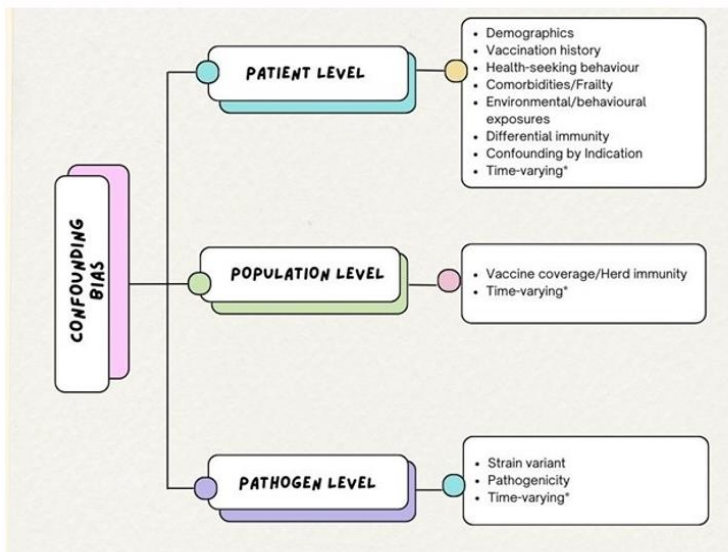 CONFOUNDING
BIAS
PATIENT LEVEL
• Demographics
• Vaccination history
• Health-seeking behaviour
• Comorbidities/Frailty
• Environmental/behavioural
exposures
• Differential immunity
• Confounding by Indication
• Time-varying*
POPULATION LEVEL
• Vaccine coverage/Herd immunity
• Time-varying*
PATHOGEN LEVEL
• Strain variant
• Pathogenicity
• Time-varying*